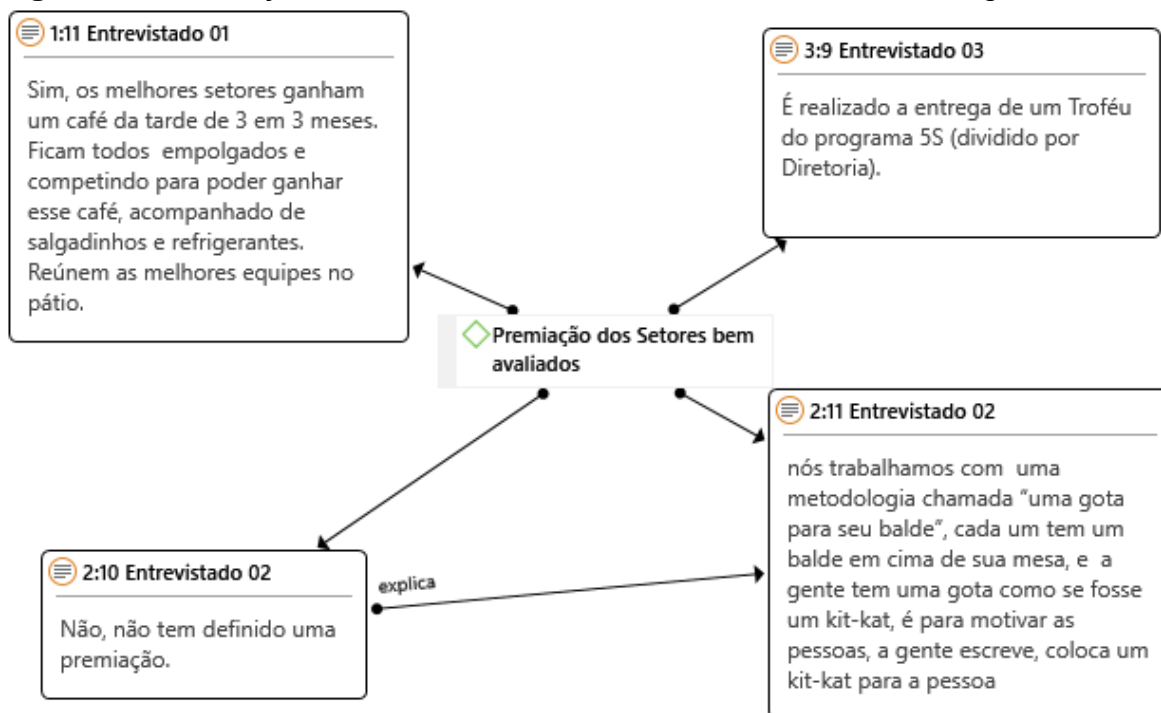 1:11 Entrevistado 01
Sim, os melhores setores ganham
um café da tarde de 3 em 3 meses.
Ficam todos empolgados e
competindo para poder ganhar
esse café, acompanhado de
salgadinhos e refrigerantes.
Reúnem as melhores equipes no
pátio.
3:9 Entrevistado 03
É realizado a entrega de um Troféu
do programa 5S (dividido por
Diretoria).
Premiação dos Setores bem
avaliados
2:10 Entrevistado 02
Não, não tem definido uma
premiação.
explica
2:11 Entrevistado 02
nós trabalhamos com uma
metodologia chamada “uma gota
para seu balde”, cada um tem um
balde em cima de sua mesa, e a
gente tem uma gota como se fosse
um kit-kat, é para motivar as
pessoas, a gente escreve, coloca um
kit-kat para a pessoa